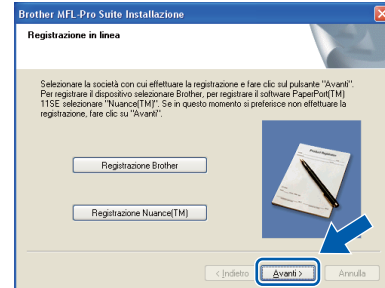 Brother MFL-Pro Suite Installazione
Registrazione in linea
Selezionare la società con cui effettuare la registrazione e fare clic sul pulsante "Avanti".
Per registrare il dispositivo selezionare Brother, per registrare il software PaperPort(TM)
11SE selezionare "Nuance(TM)". Se in questo momento si preferisce non effettuare la
registrazione, fare clic su "Avanti".
Registrazione Brother
Registrazione Nuance(TM)
< Indietro
Avanti >
Annulla